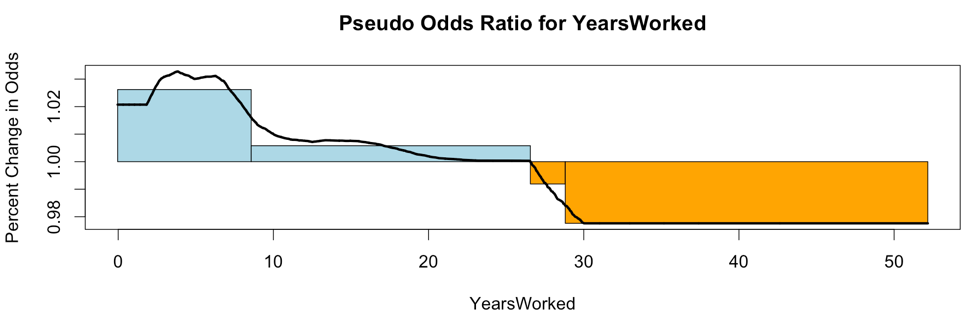 Pseudo Odds Ratio for YearsWorked
Percent Change in Odds
1.02
1.00
0.98
0 10 20 30 40 50
YearsWorked